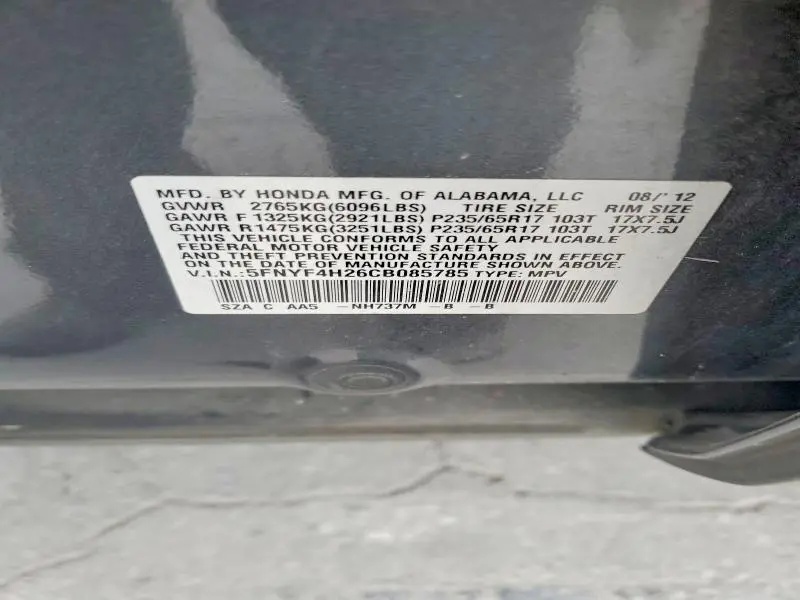 MFD. BY HONDA MFG. OF ALABAMA, LLC 08/'12
GVWR 2765KG(6096LBS) TIRE SIZE RIM SIZE
GAWR F 1325KG(2921LBS) P235/65R17 103T 17X7.5J
GAWR R 1475KG(3251LBS) P235/65R17 103T 17X7.5J
THIS VEHICLE CONFORMS TO ALL APPLICABLE
FEDERAL MOTOR VEHICLE SAFETY
AND THEFT PREVENTION STANDARDS IN EFFECT
ON THE DATE OF MANUFACTURE SHOWN ABOVE.
V.I.N.:5FNYF4H26CB085785 TYPE: MPV
SZA C AA5 -NH737M -B -B